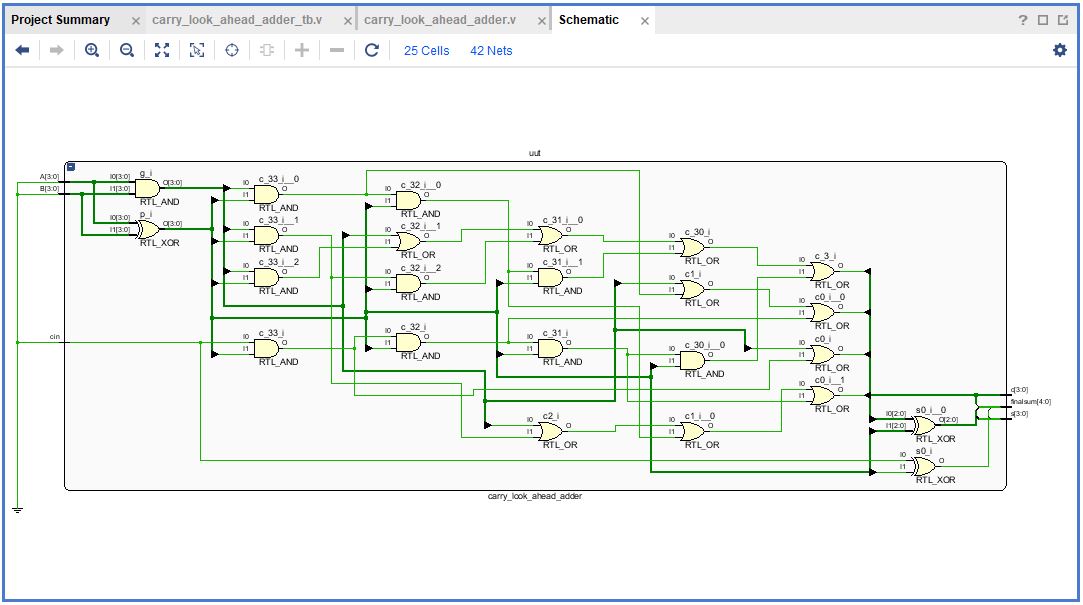 Project Summary × carry_look_ahead_adder_tb.v × carry_look_ahead_adder.v × Schematic × ?
25 Cells 42 Nets
uut
A[3:0]
B[3:0]
cin
g_i
I0[3:0] O[3:0]
I1[3:0]
RTL_AND
p_i
I0[3:0] O[3:0]
I1[3:0]
RTL_XOR
c_33_i__0
I0 O
I1
RTL_AND
c_33_i__1
I0 O
I1
RTL_AND
c_33_i__2
I0 O
I1
RTL_AND
c_33_i
I0 O
I1
RTL_AND
c_32_i__0
I0 O
I1
RTL_AND
c_32_i__1
I0 O
I1
RTL_OR
c_32_i__2
I0 O
I1
RTL_AND
c_32_i
I0 O
I1
RTL_AND
c_31_i__0
I0 O
I1
RTL_OR
c_31_i__1
I0 O
I1
RTL_AND
c_31_i
I0 O
I1
RTL_AND
c2_i
I0 O
I1
RTL_OR
c_30_i
I0 O
I1
RTL_OR
c1_i
I0 O
I1
RTL_OR
c_30_i__0
I0 O
I1
RTL_AND
c1_i__0
I0 O
I1
RTL_OR
c_3_i
I0 O
I1
RTL_OR
c0_i__0
I0 O
I1
RTL_OR
c0_i
I0 O
I1
RTL_OR
c0_i__1
I0 O
I1
RTL_OR
s0_i__0
I0[2:0] O[2:0]
I1[2:0]
RTL_XOR
s0_i
I0 O
I1
RTL_XOR
c[3:0]
finalsum[4:0]
s[3:0]
carry_look_ahead_adder